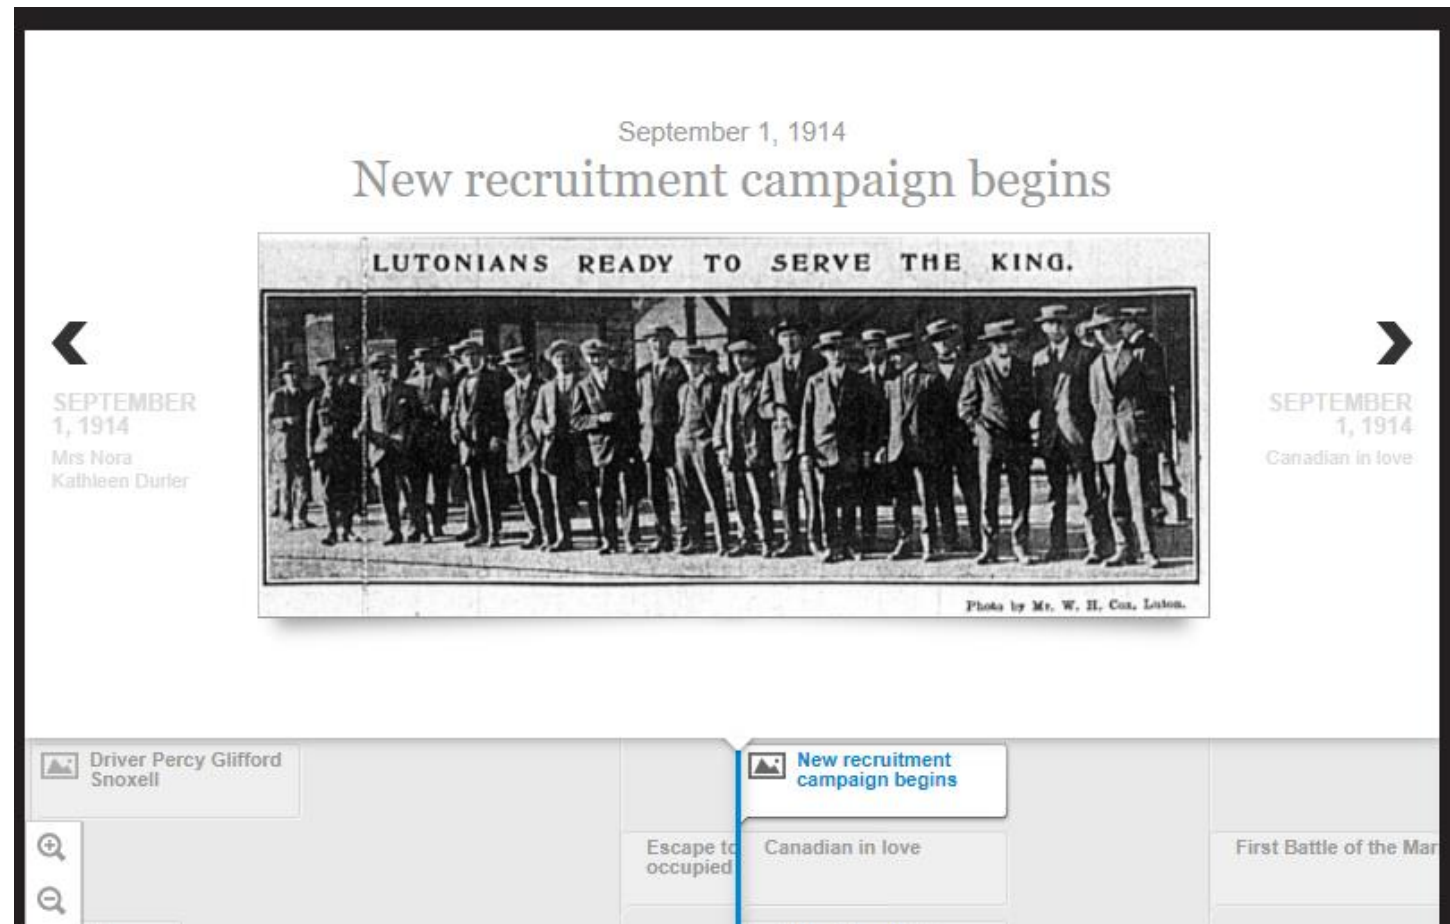 September 1, 1914
New recruitment campaign begins
LUTONIANS READY TO SERVE THE KING.
Photo by Mr. W. H. Cox, Luton.
SEPTEMBER
1, 1914
Mrs Nora
Kathleen Durler
SEPTEMBER
1, 1914
Canadian in love
Driver Percy Glifford
Snoxell
New recruitment
campaign begins
Escape to
occupied
Canadian in love
First Battle of the Mar